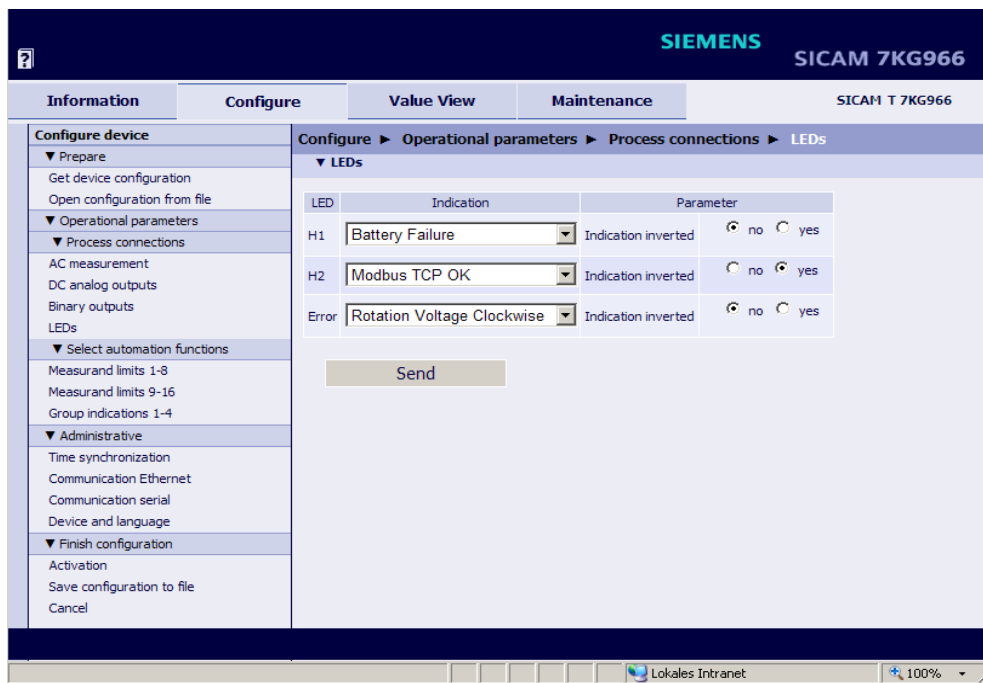 ?
SIEMENS
SICAM 7KG966
Information
Configure
Value View
Maintenance
SICAM T 7KG966
Configure device
▼ Prepare
Get device configuration
Open configuration from file
▼ Operational parameters
▼ Process connections
AC measurement
DC analog outputs
Binary outputs
LEDs
▼ Select automation functions
Measurand limits 1-8
Measurand limits 9-16
Group indications 1-4
▼ Administrative
Time synchronization
Communication Ethernet
Communication serial
Device and language
▼ Finish configuration
Activation
Save configuration to file
Cancel
Configure ► Operational parameters ► Process connections ► LEDs
▼ LEDs
LED Indication Parameter
H1 Battery Failure Indication inverted no yes
H2 Modbus TCP OK Indication inverted no yes
Error Rotation Voltage Clockwise Indication inverted no yes
Send
Lokales Intranet
100%